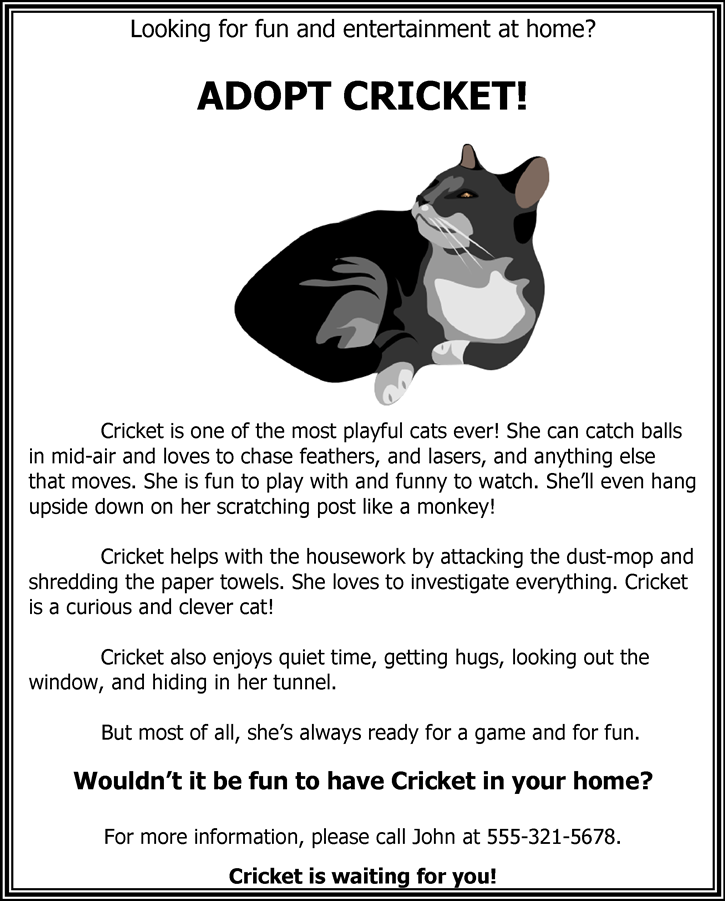 Looking for fun and entertainment at home?
ADOPT CRICKET!
Cricket is one of the most playful cats ever! She can catch balls
in mid-air and loves to chase feathers, and lasers, and anything else
that moves. She is fun to play with and funny to watch. She’ll even hang
upside down on her scratching post like a monkey!
Cricket helps with the housework by attacking the dust-mop and
shredding the paper towels. She loves to investigate everything. Cricket
is a curious and clever cat!
Cricket also enjoys quiet time, getting hugs, looking out the
window, and hiding in her tunnel.
But most of all, she’s always ready for a game and for fun.
Wouldn’t it be fun to have Cricket in your home?
For more information, please call John at 555-321-5678.
Cricket is waiting for you!